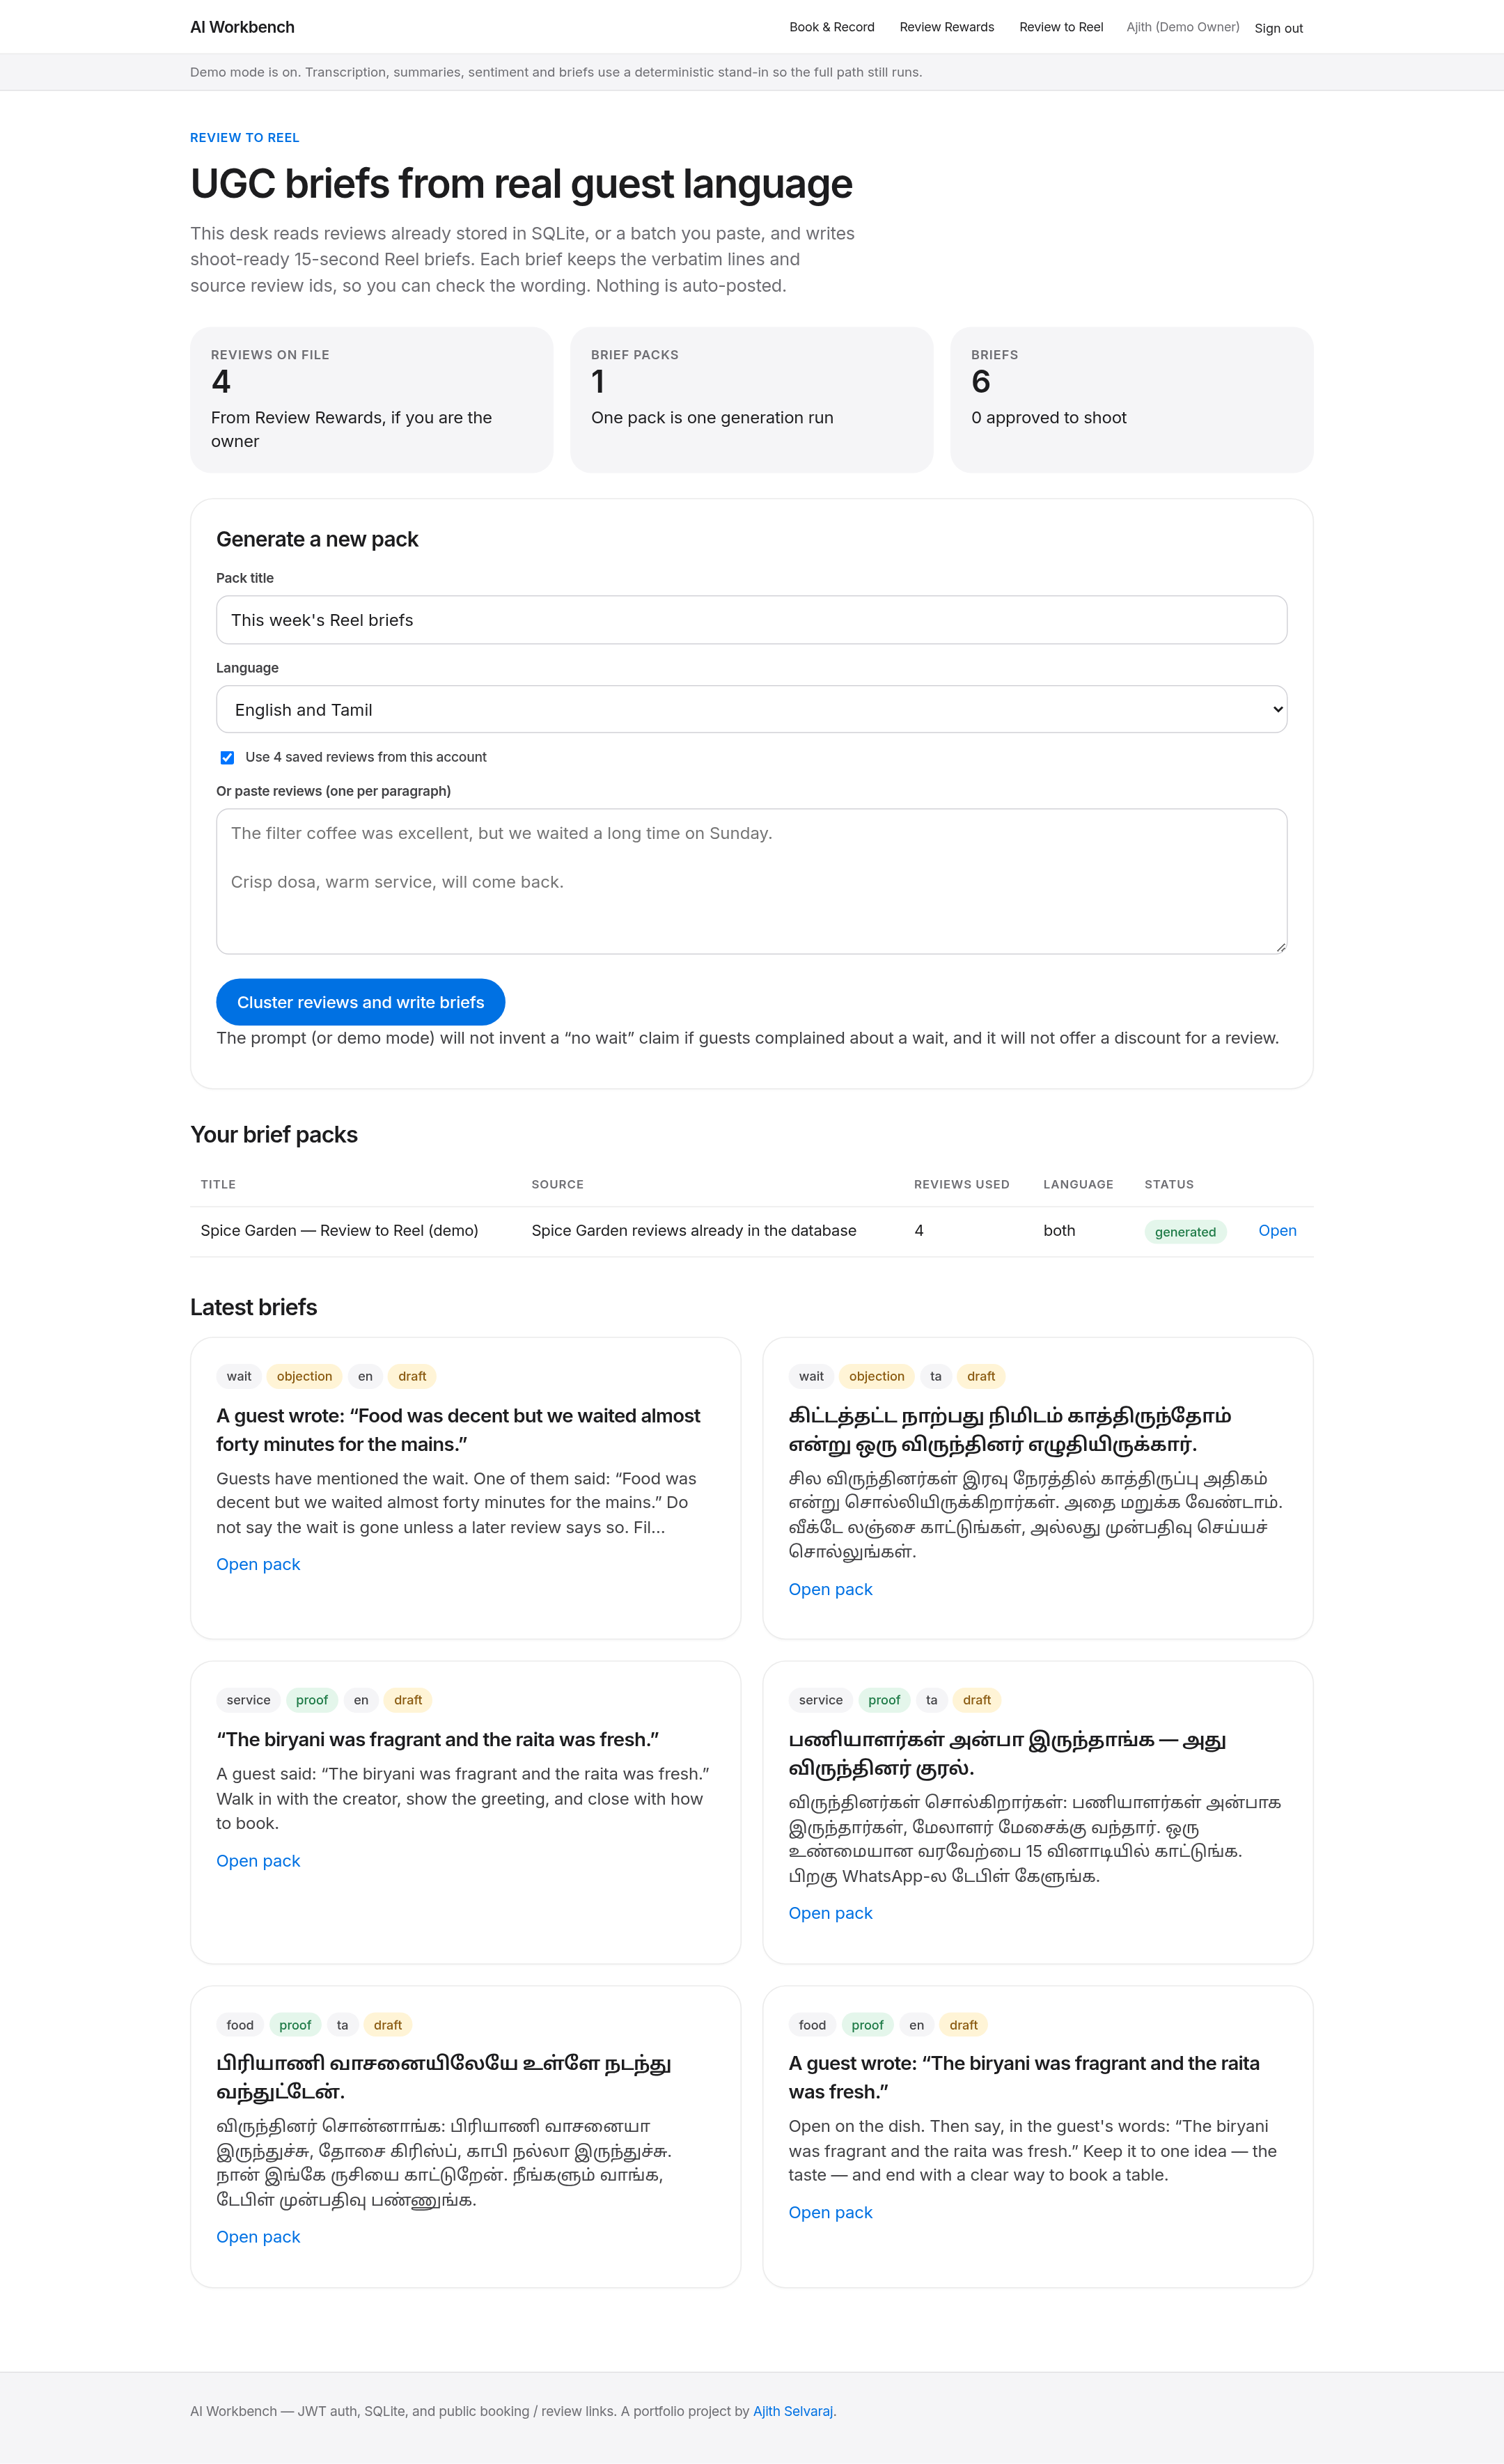 AI Workbench
Book & Record
Review Rewards
Review to Reel
Ajith (Demo Owner)
Sign out
Demo mode is on. Transcription, summaries, sentiment and briefs use a deterministic stand-in so the full path still runs.
REVIEW TO REEL
UGC briefs from real guest language
This desk reads reviews already stored in SQLite, or a batch you paste, and writes
shoot-ready 15-second Reel briefs. Each brief keeps the verbatim lines and
source review ids, so you can check the wording. Nothing is auto-posted.
REVIEWS ON FILE
4
From Review Rewards, if you are the
owner
BRIEF PACKS
1
One pack is one generation run
BRIEFS
6
0 approved to shoot
Generate a new pack
Pack title
This week's Reel briefs
Language
English and Tamil
Use 4 saved reviews from this account
Or paste reviews (one per paragraph)
The filter coffee was excellent, but we waited a long time on Sunday.
Crisp dosa, warm service, will come back.
Cluster reviews and write briefs
The prompt (or demo mode) will not invent a “no wait” claim if guests complained about a wait, and it will not offer a discount for a review.
Your brief packs
TITLE SOURCE REVIEWS USED LANGUAGE STATUS
Spice Garden — Review to Reel (demo) Spice Garden reviews already in the database 4 both generated Open
Latest briefs
wait objection en draft
A guest wrote: “Food was decent but we waited almost
forty minutes for the mains.”
Guests have mentioned the wait. One of them said: “Food was
decent but we waited almost forty minutes for the mains.” Do
not say the wait is gone unless a later review says so. Fil…
Open pack
wait objection ta draft
கிட்டத்தட்ட நாற்பது நிமிடம் காத்திருந்தோம்
என்று ஒரு விருந்தினர் எழுதியிருக்கார்.
சில விருந்தினர்கள் இரவு நேரத்தில் காத்திருப்பு அதிகம்
என்று சொல்லியிருக்கிறார்கள். அதை மறுக்க வேண்டாம்.
வீக்டே லஞ்சை காட்டுங்கள், அல்லது முன்பதிவு செய்யச்
சொல்லுங்கள்.
Open pack
service proof en draft
“The biryani was fragrant and the raita was fresh.”
A guest said: “The biryani was fragrant and the raita was fresh.”
Walk in with the creator, show the greeting, and close with how
to book.
Open pack
service proof ta draft
பணியாளர்கள் அன்பா இருந்தாங்க — அது
விருந்தினர் குரல்.
விருந்தினர்கள் சொல்கிறார்கள்: பணியாளர்கள் அன்பாக
இருந்தார்கள், மேலாளர் மேசைக்கு வந்தார். ஒரு
உண்மையான வரவேற்பை 15 வினாடியில் காட்டுங்க.
பிறகு WhatsApp-ல டேபிள் கேளுங்க.
Open pack
food proof ta draft
பிரியாணி வாசனையிலேயே உள்ளே நடந்து
வந்துட்டேன்.
விருந்தினர் சொன்னாங்க: பிரியாணி வாசனையா
இருந்துச்சு, தோசை கிரிஸ்ப், காபி நல்லா இருந்துச்சு.
நான் இங்கே ருசியை காட்டுறேன். நீங்களும் வாங்க,
டேபிள் முன்பதிவு பண்ணுங்க.
Open pack
food proof en draft
A guest wrote: “The biryani was fragrant and the raita
was fresh.”
Open on the dish. Then say, in the guest's words: “The biryani
was fragrant and the raita was fresh.” Keep it to one idea — the
taste — and end with a clear way to book a table.
Open pack
AI Workbench — JWT auth, SQLite, and public booking / review links. A portfolio project by Ajith Selvaraj.